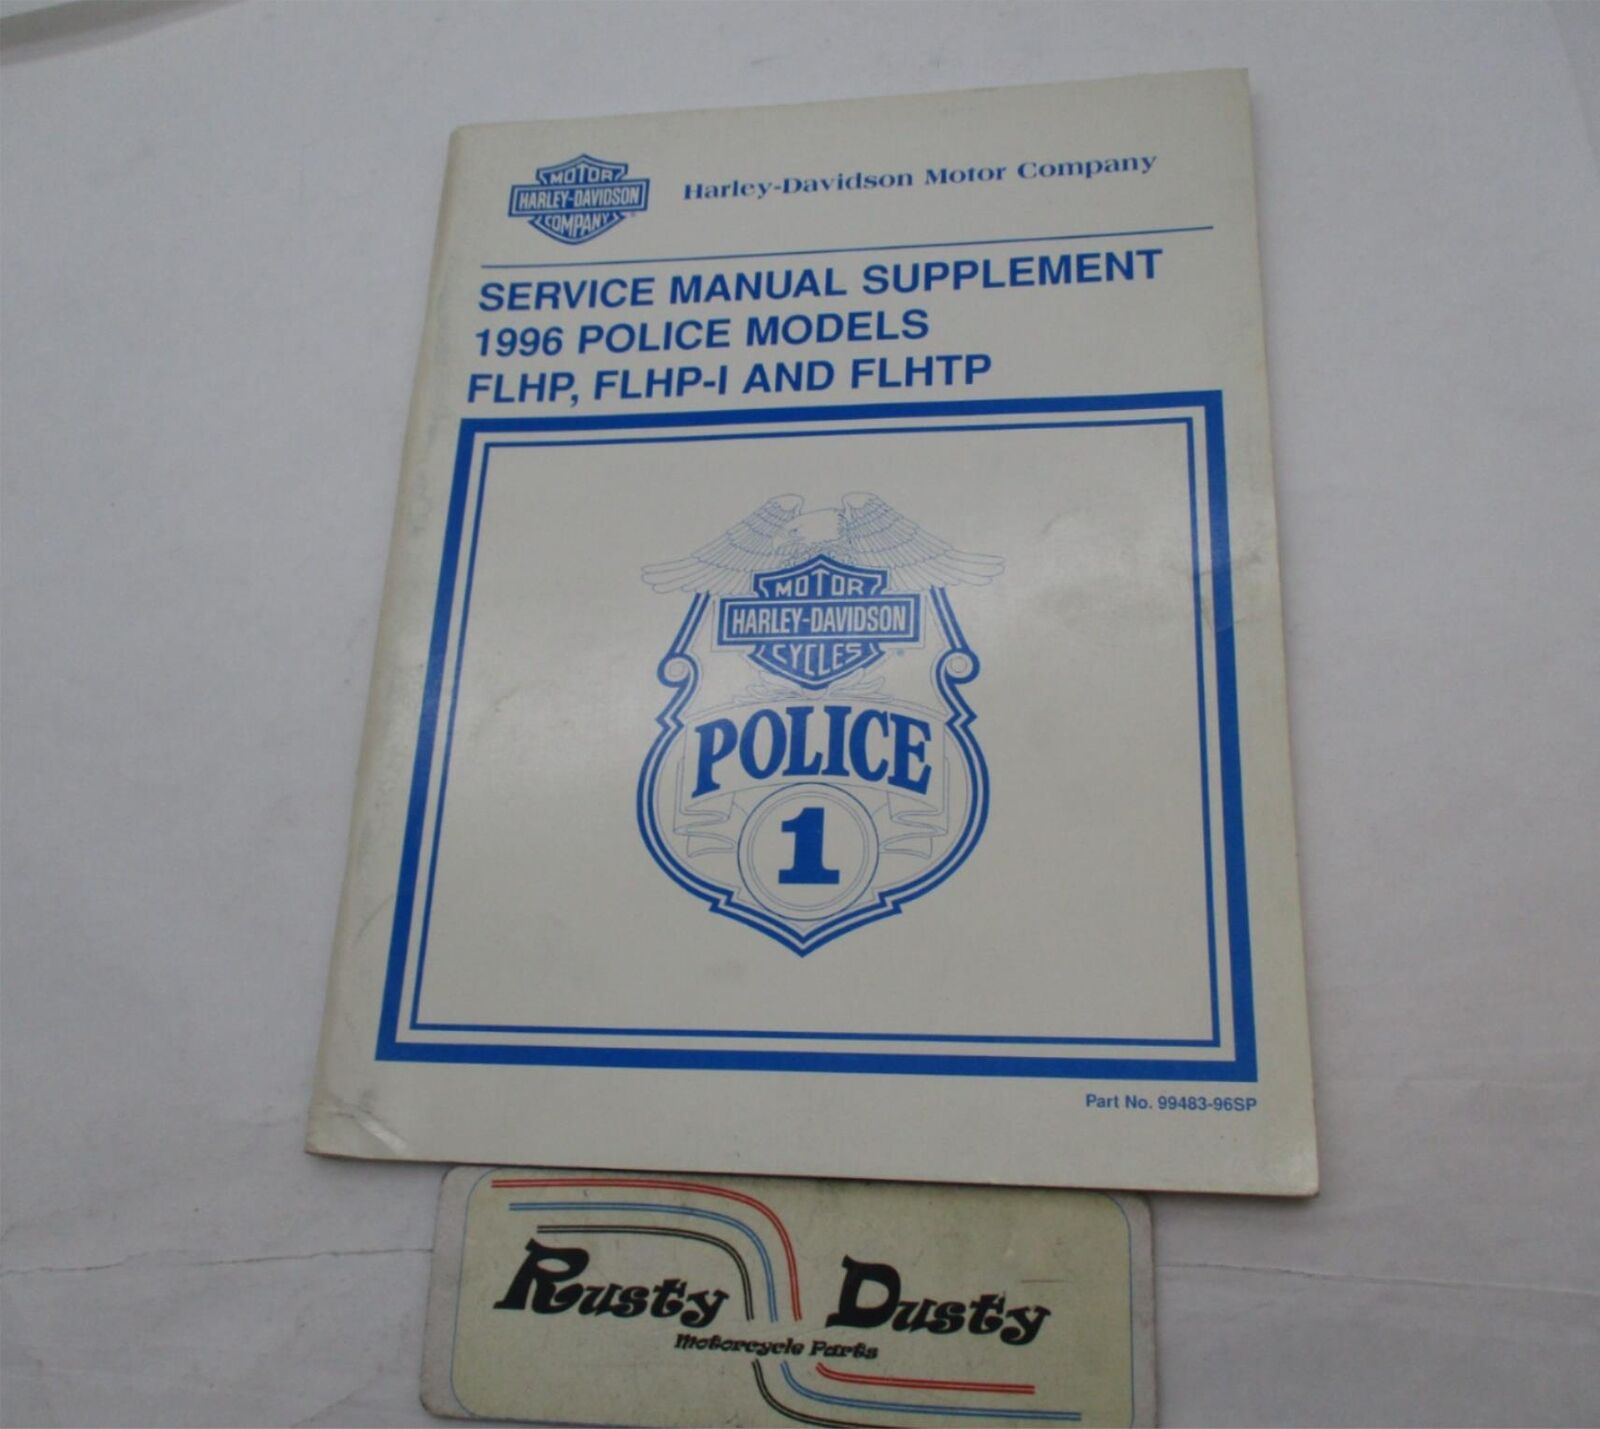 MOTOR
HARLEY-DAVIDSON
COMPANY
Harley-Davidson Motor Company
SERVICE MANUAL SUPPLEMENT
1996 POLICE MODELS
FLHP, FLHP-I AND FLHTP
MOTOR
HARLEY-DAVIDSON
CYCLES
POLICE
1
Part No. 99483-96SP
Rusty Dusty
Motorcycle Parts